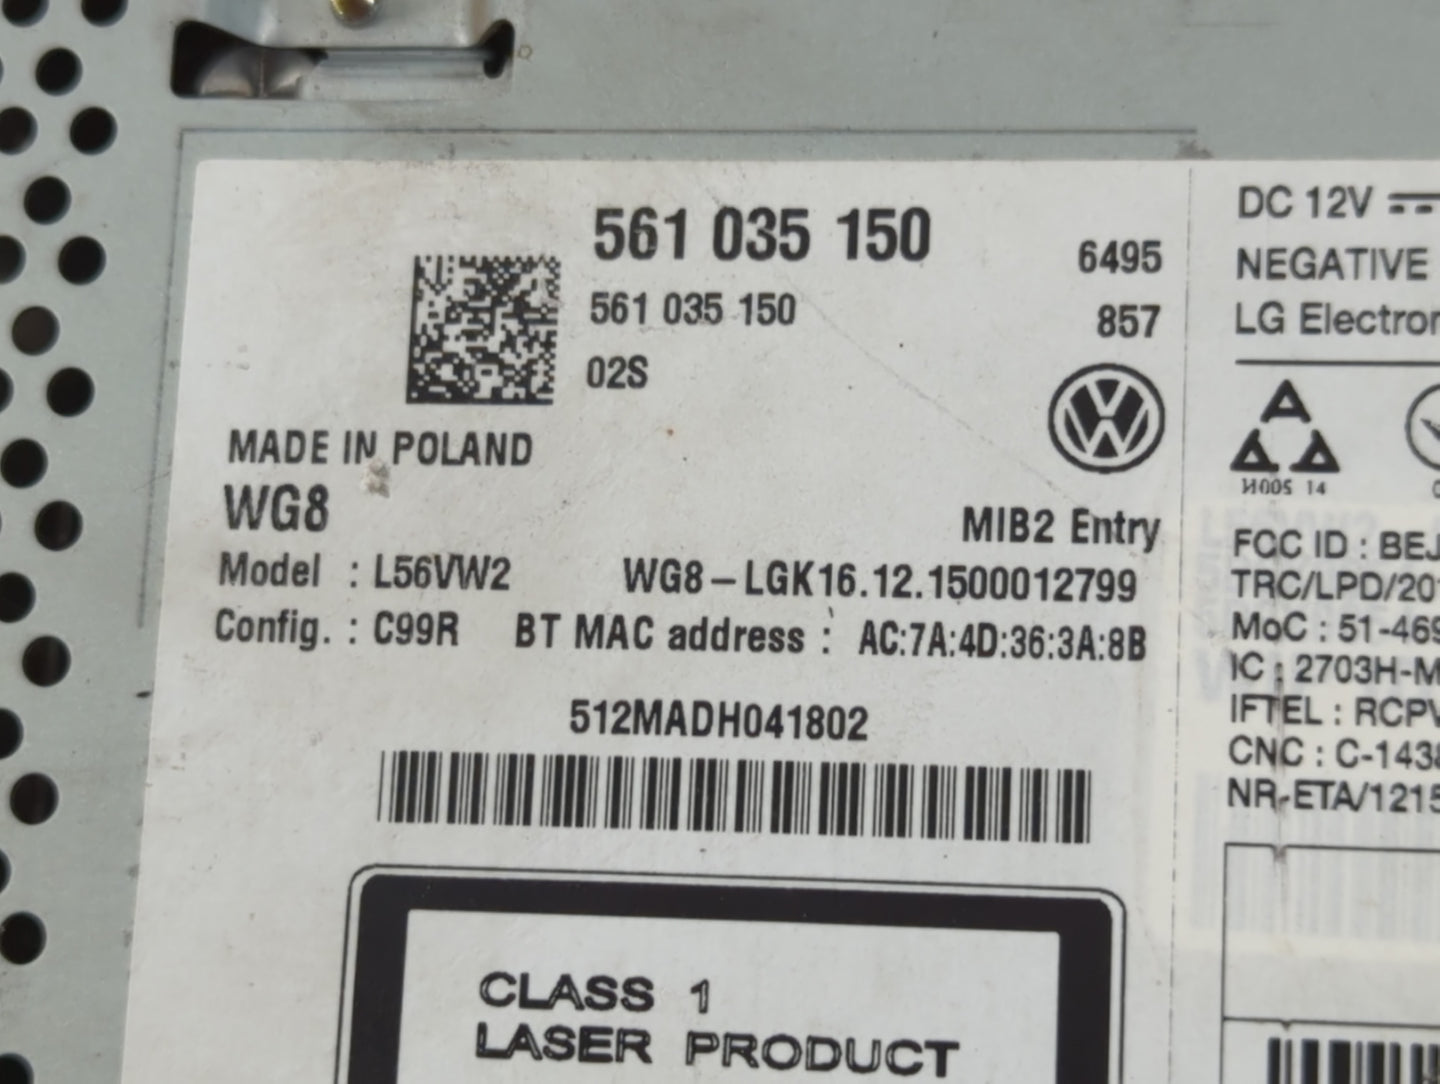 561 035 150
6495
561 035 150
857
02S
MADE IN POLAND
WG8
MIB2 Entry
Model : L56VW2
WG8-LGK16.12.1500012799
Config. : C99R
BT MAC address : AC:7A:4D:36:3A:8B
512MADH041802
CLASS 1
LASER PRODUCT
DC 12V
NEGATIVE
LG Electron
A
A A
14
FCC ID : BEJ
TRC/LPD/201
MoC : 51-469
IC : 2703H-M
IFTEL : RCPV
CNC : C-1438
NR-ETA/1215